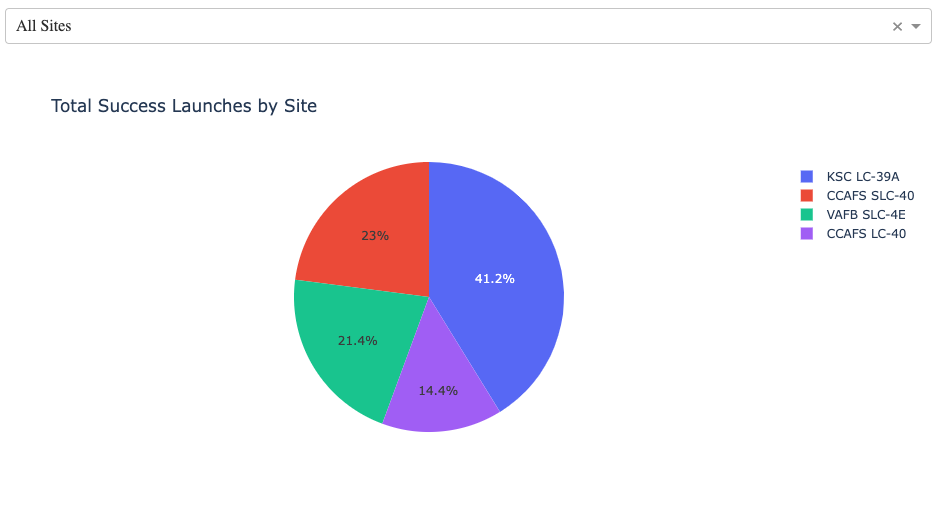 All Sites
Total Success Launches by Site
KSC LC-39A
CCAFS SLC-40
VAFB SLC-4E
CCAFS LC-40
23%
41.2%
21.4%
14.4%